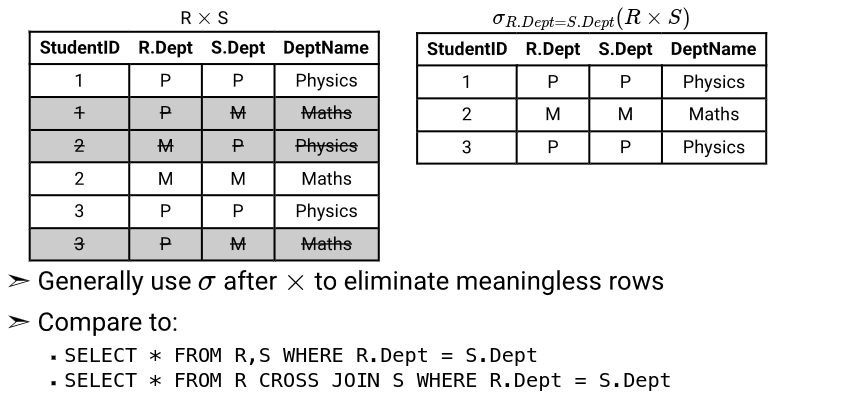 R × S
StudentID R.Dept S.Dept DeptName
1 P P Physics
1 P M Maths
2 M P Physics
2 M M Maths
3 P P Physics
3 P M Maths
σR.Dept=S.Dept(R × S)
StudentID R.Dept S.Dept DeptName
1 P P Physics
2 M M Maths
3 P P Physics
➣ Generally use σ after × to eliminate meaningless rows
➣ Compare to:
▪ SELECT * FROM R,S WHERE R.Dept = S.Dept
▪ SELECT * FROM R CROSS JOIN S WHERE R.Dept = S.Dept